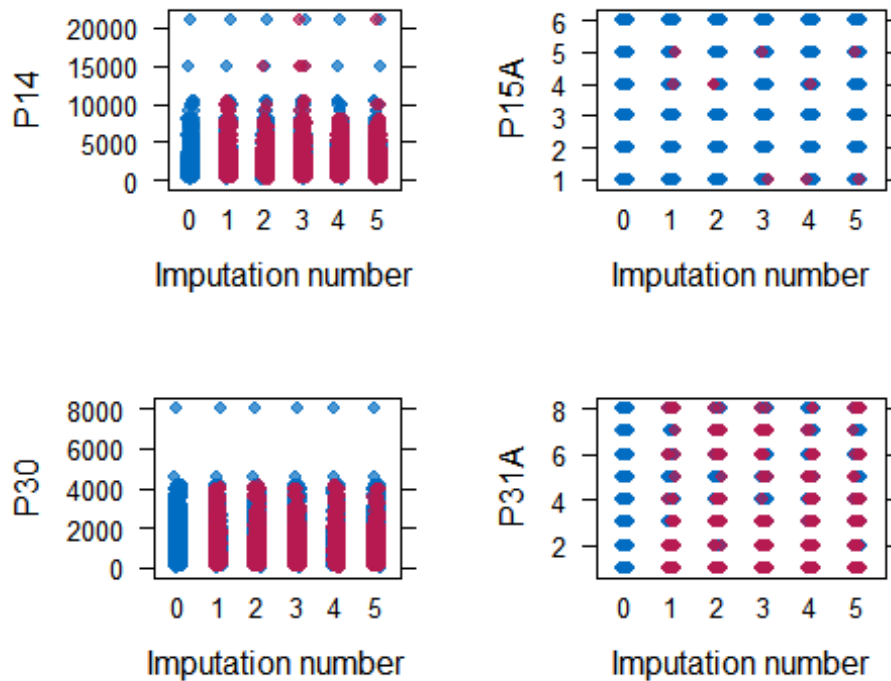 P14
20000
15000
10000
5000
0
0 1 2 3 4 5
Imputation number
P15A
6
5
4
3
2
1
0 1 2 3 4 5
Imputation number
P30
8000
6000
4000
2000
0
0 1 2 3 4 5
Imputation number
P31A
8
6
4
2
0 1 2 3 4 5
Imputation number